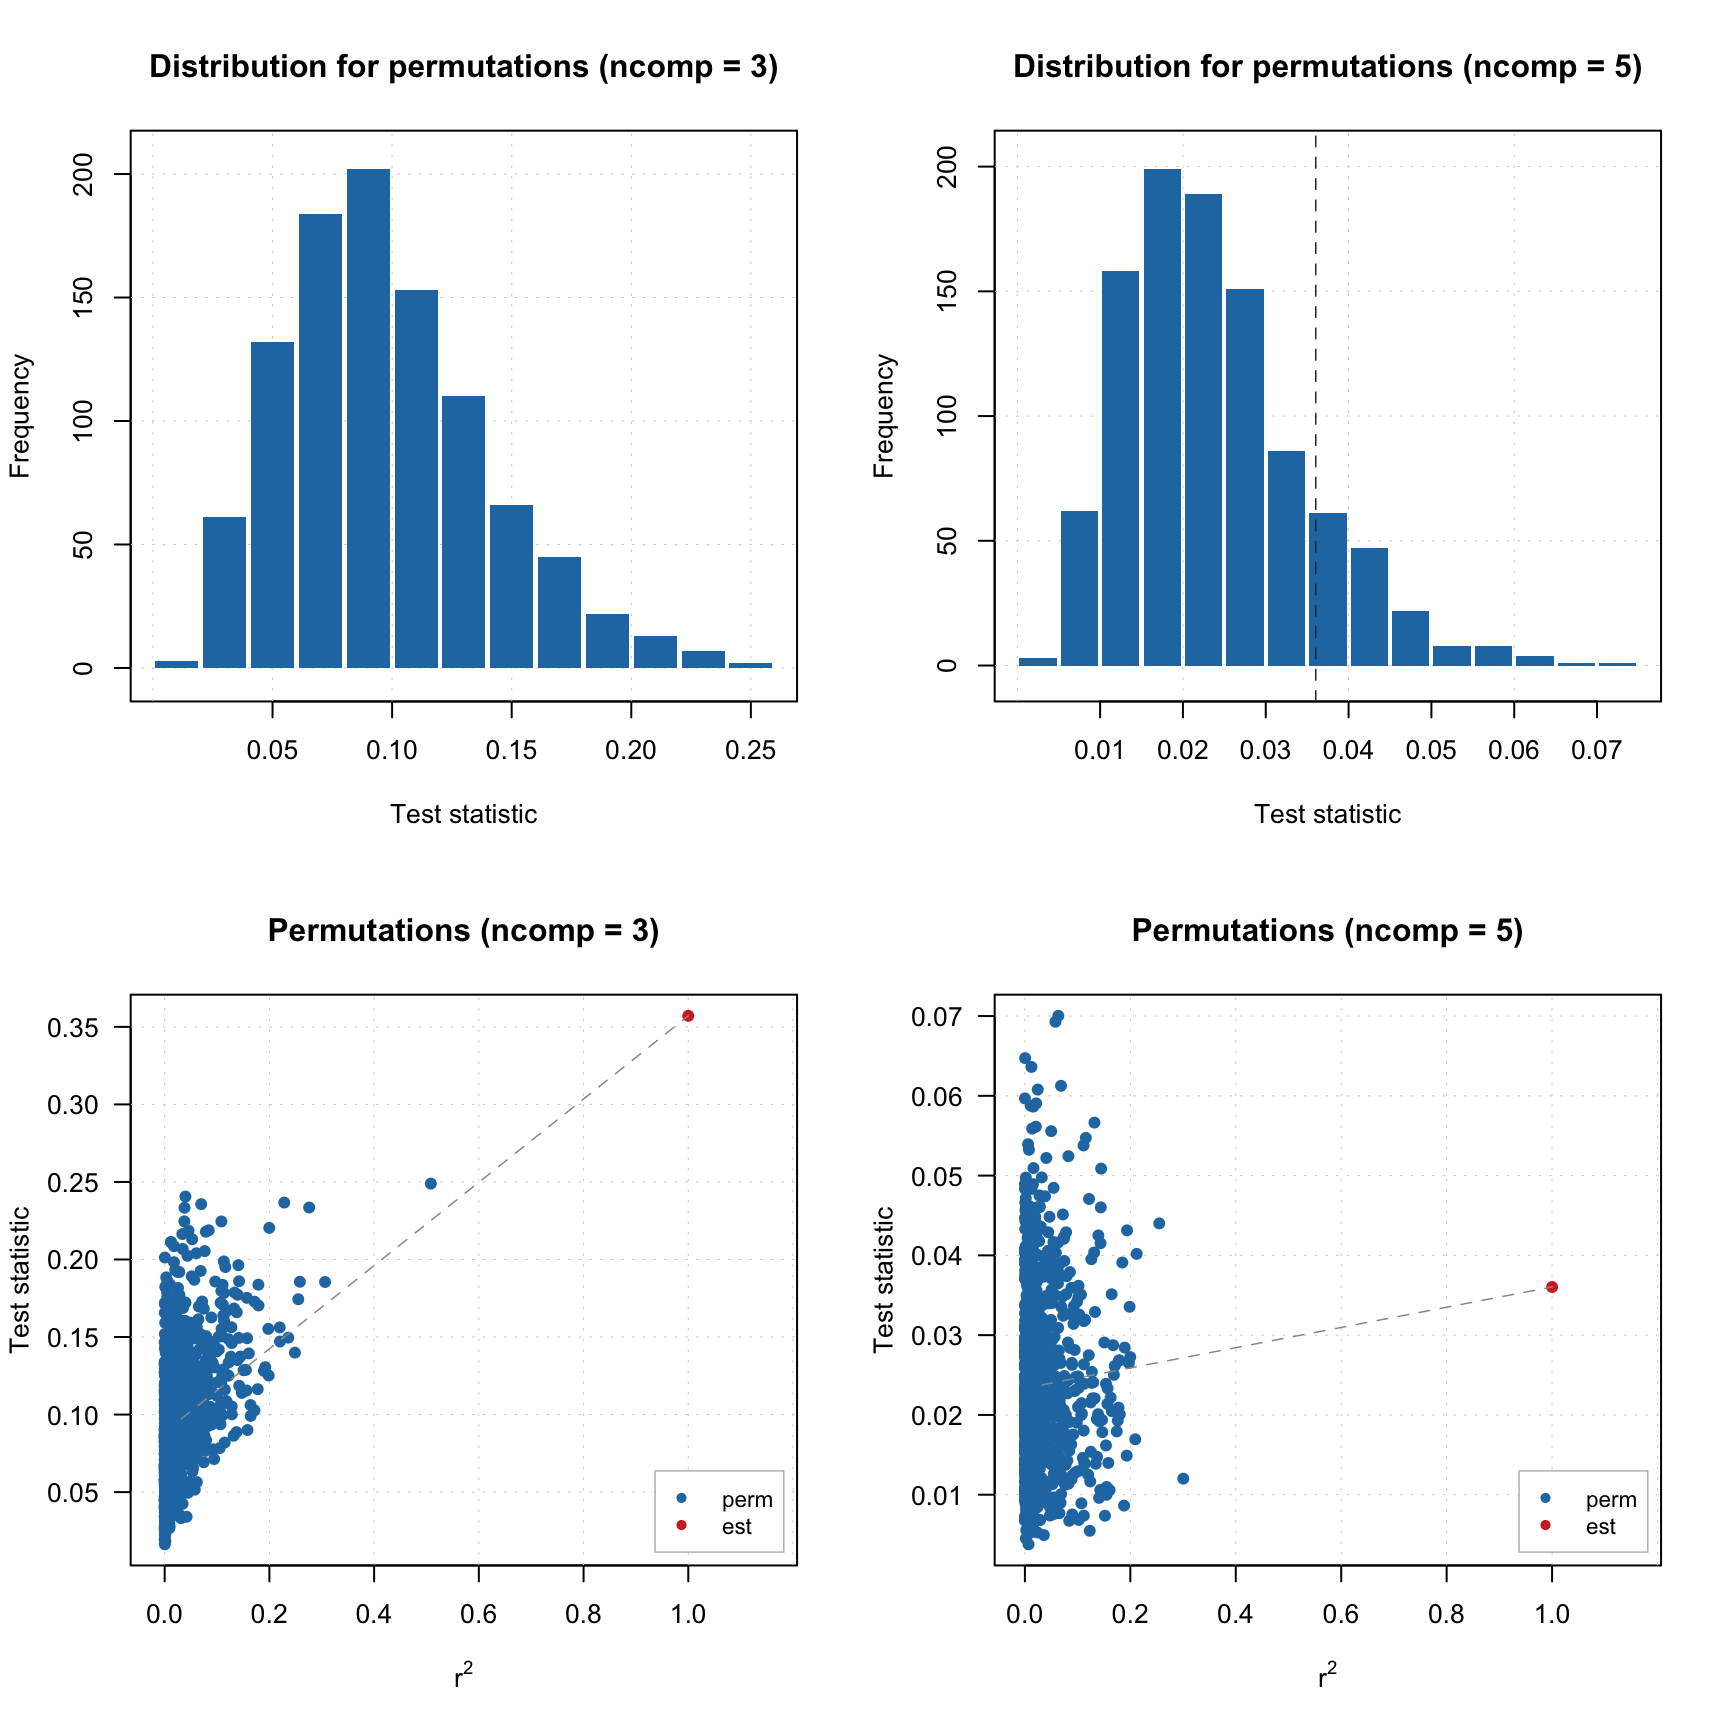 Distribution for permutations (ncomp = 3)
Frequency
200
150
100
50
0
0.05 0.10 0.15 0.20 0.25
Test statistic
Distribution for permutations (ncomp = 5)
Frequency
200
150
100
50
0
0.01 0.02 0.03 0.04 0.05 0.06 0.07
Test statistic
Permutations (ncomp = 3)
Test statistic
0.35
0.30
0.25
0.20
0.15
0.10
0.05
perm
est
0.0 0.2 0.4 0.6 0.8 1.0
r²
Permutations (ncomp = 5)
Test statistic
0.07
0.06
0.05
0.04
0.03
0.02
0.01
perm
est
0.0 0.2 0.4 0.6 0.8 1.0
r²